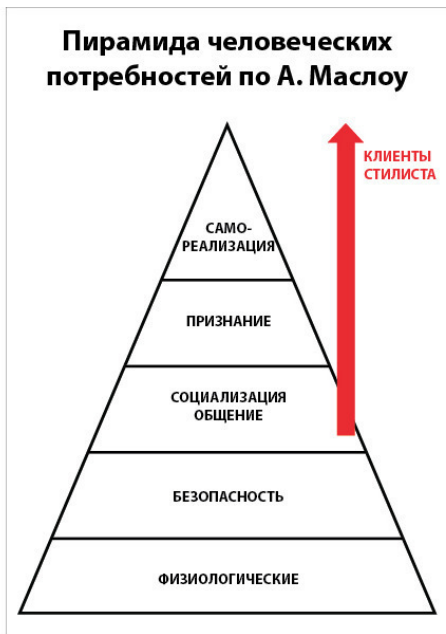 Пирамида человеческих
потребностей по А. Маслоу
КЛИЕНТЫ
СТИЛИСТА
САМО-
РЕАЛИЗАЦИЯ
ПРИЗНАНИЕ
СОЦИАЛИЗАЦИЯ
ОБЩЕНИЕ
БЕЗОПАСНОСТЬ
ФИЗИОЛОГИЧЕСКИЕ